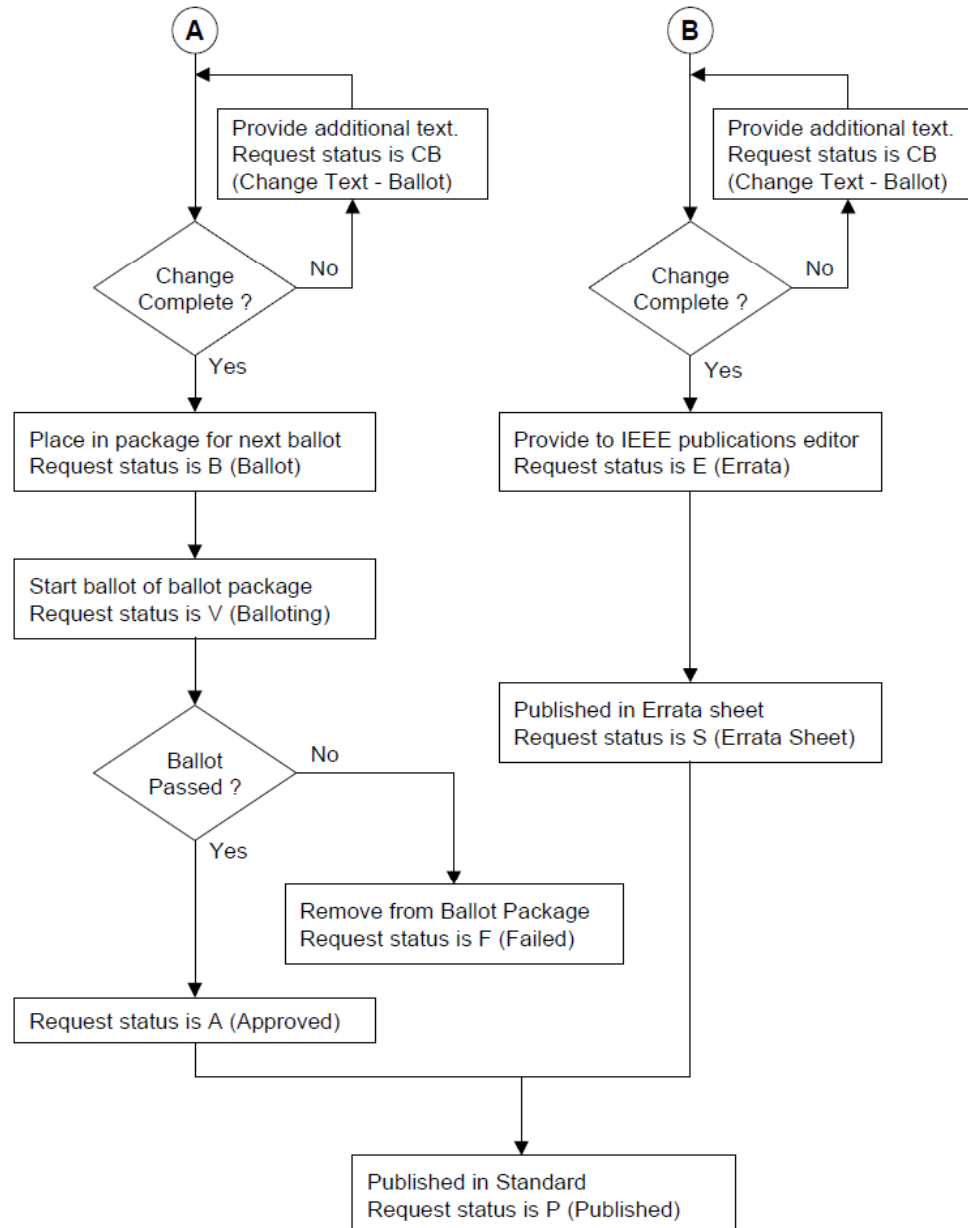 A
Provide additional text.
Request status is CB
(Change Text - Ballot)
Change
Complete ?
No
Yes
Place in package for next ballot
Request status is B (Ballot)
Start ballot of ballot package
Request status is V (Balloting)
Ballot
Passed ?
No
Yes
Remove from Ballot Package
Request status is F (Failed)
Request status is A (Approved)
B
Provide additional text.
Request status is CB
(Change Text - Ballot)
Change
Complete ?
No
Yes
Provide to IEEE publications editor
Request status is E (Errata)
Published in Errata sheet
Request status is S (Errata Sheet)
Published in Standard
Request status is P (Published)